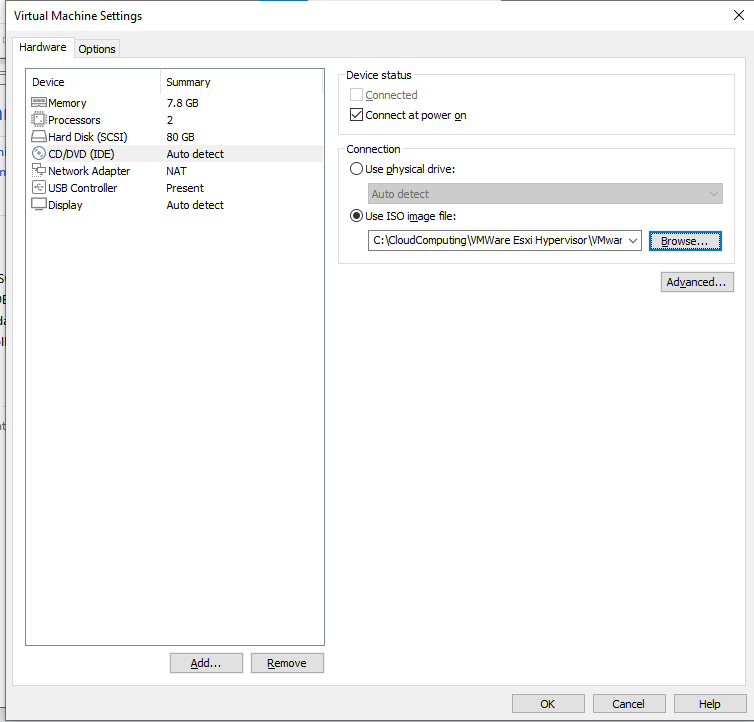 Virtual Machine Settings
Hardware Options
Device Summary
Memory 7.8 GB
Processors 2
Hard Disk (SCSI) 80 GB
CD/DVD (IDE) Auto detect
Network Adapter NAT
USB Controller Present
Display Auto detect
Add... Remove
Device status
Connected
Connect at power on
Connection
Use physical drive:
Auto detect
Use ISO image file:
C:\CloudComputing\VMWare Esxi Hypervisor\VMwar Browse...
Advanced...
OK Cancel Help